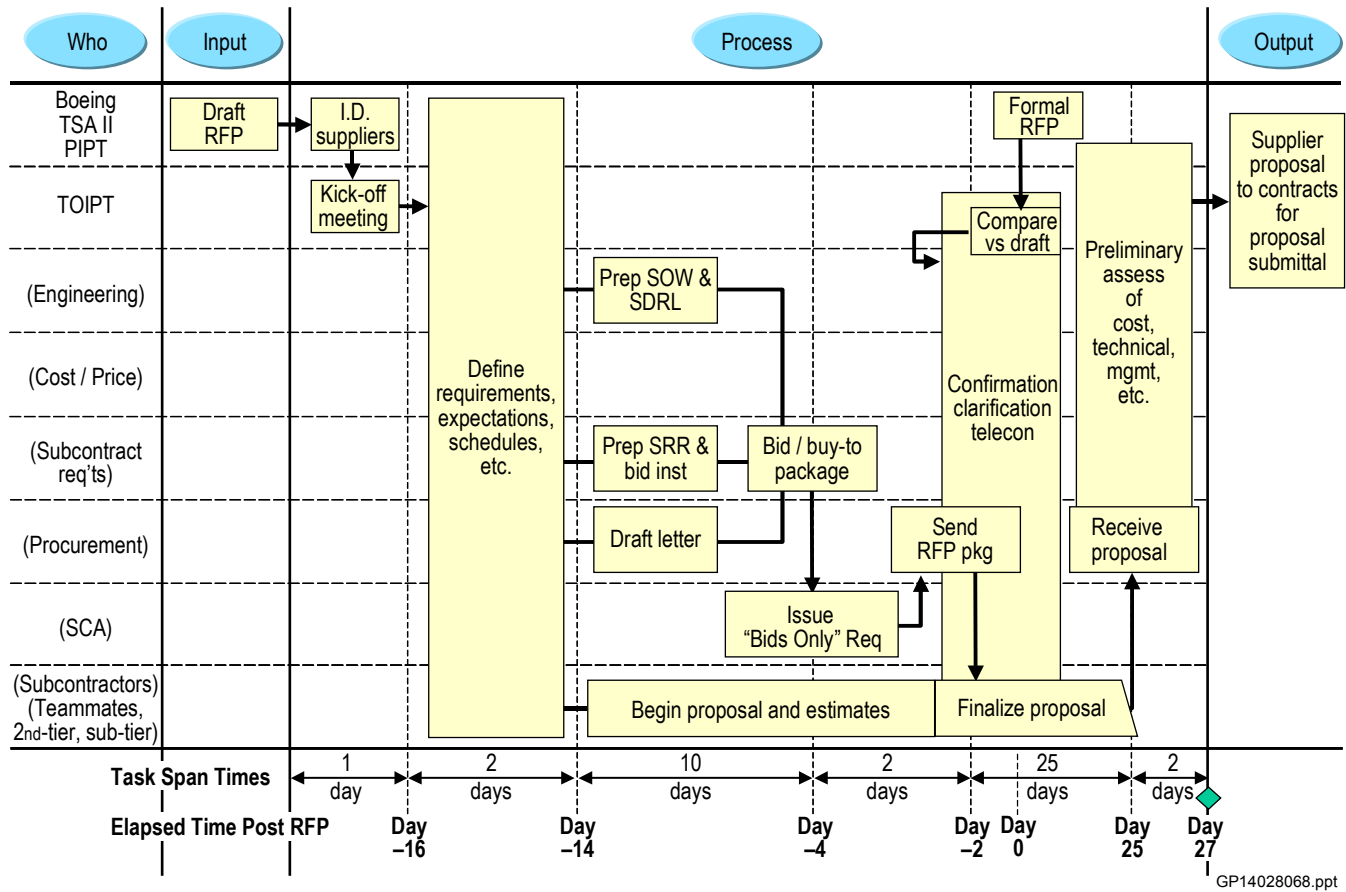 Who
Input
Process
Output
Boeing
TSA II
PIPT
Draft
RFP
I.D.
suppliers
Formal
RFP
Supplier
proposal
to contracts
for
proposal
submittal
TOIPT
Kick-off
meeting
Compare
vs draft
Preliminary
assess
of
cost,
technical,
mgmt,
etc.
(Engineering)
Prep SOW &
SDRL
(Cost / Price)
Define
requirements,
expectations,
schedules,
etc.
Confirmation
clarification
telecon
(Subcontract
req'ts)
Prep SRR &
bid inst
Bid / buy-to
package
(Procurement)
Draft letter
Send
RFP pkg
Receive
proposal
(SCA)
Issue
“Bids Only” Req
(Subcontractors)
(Teammates,
2nd-tier, sub-tier)
Begin proposal and estimates
Finalize proposal
Task Span Times
1
day
2
days
10
days
2
days
25
days
2
days
Elapsed Time Post RFP
Day
–16
Day
–14
Day
–4
Day
–2
Day
0
Day
25
Day
27
GP14028068.ppt